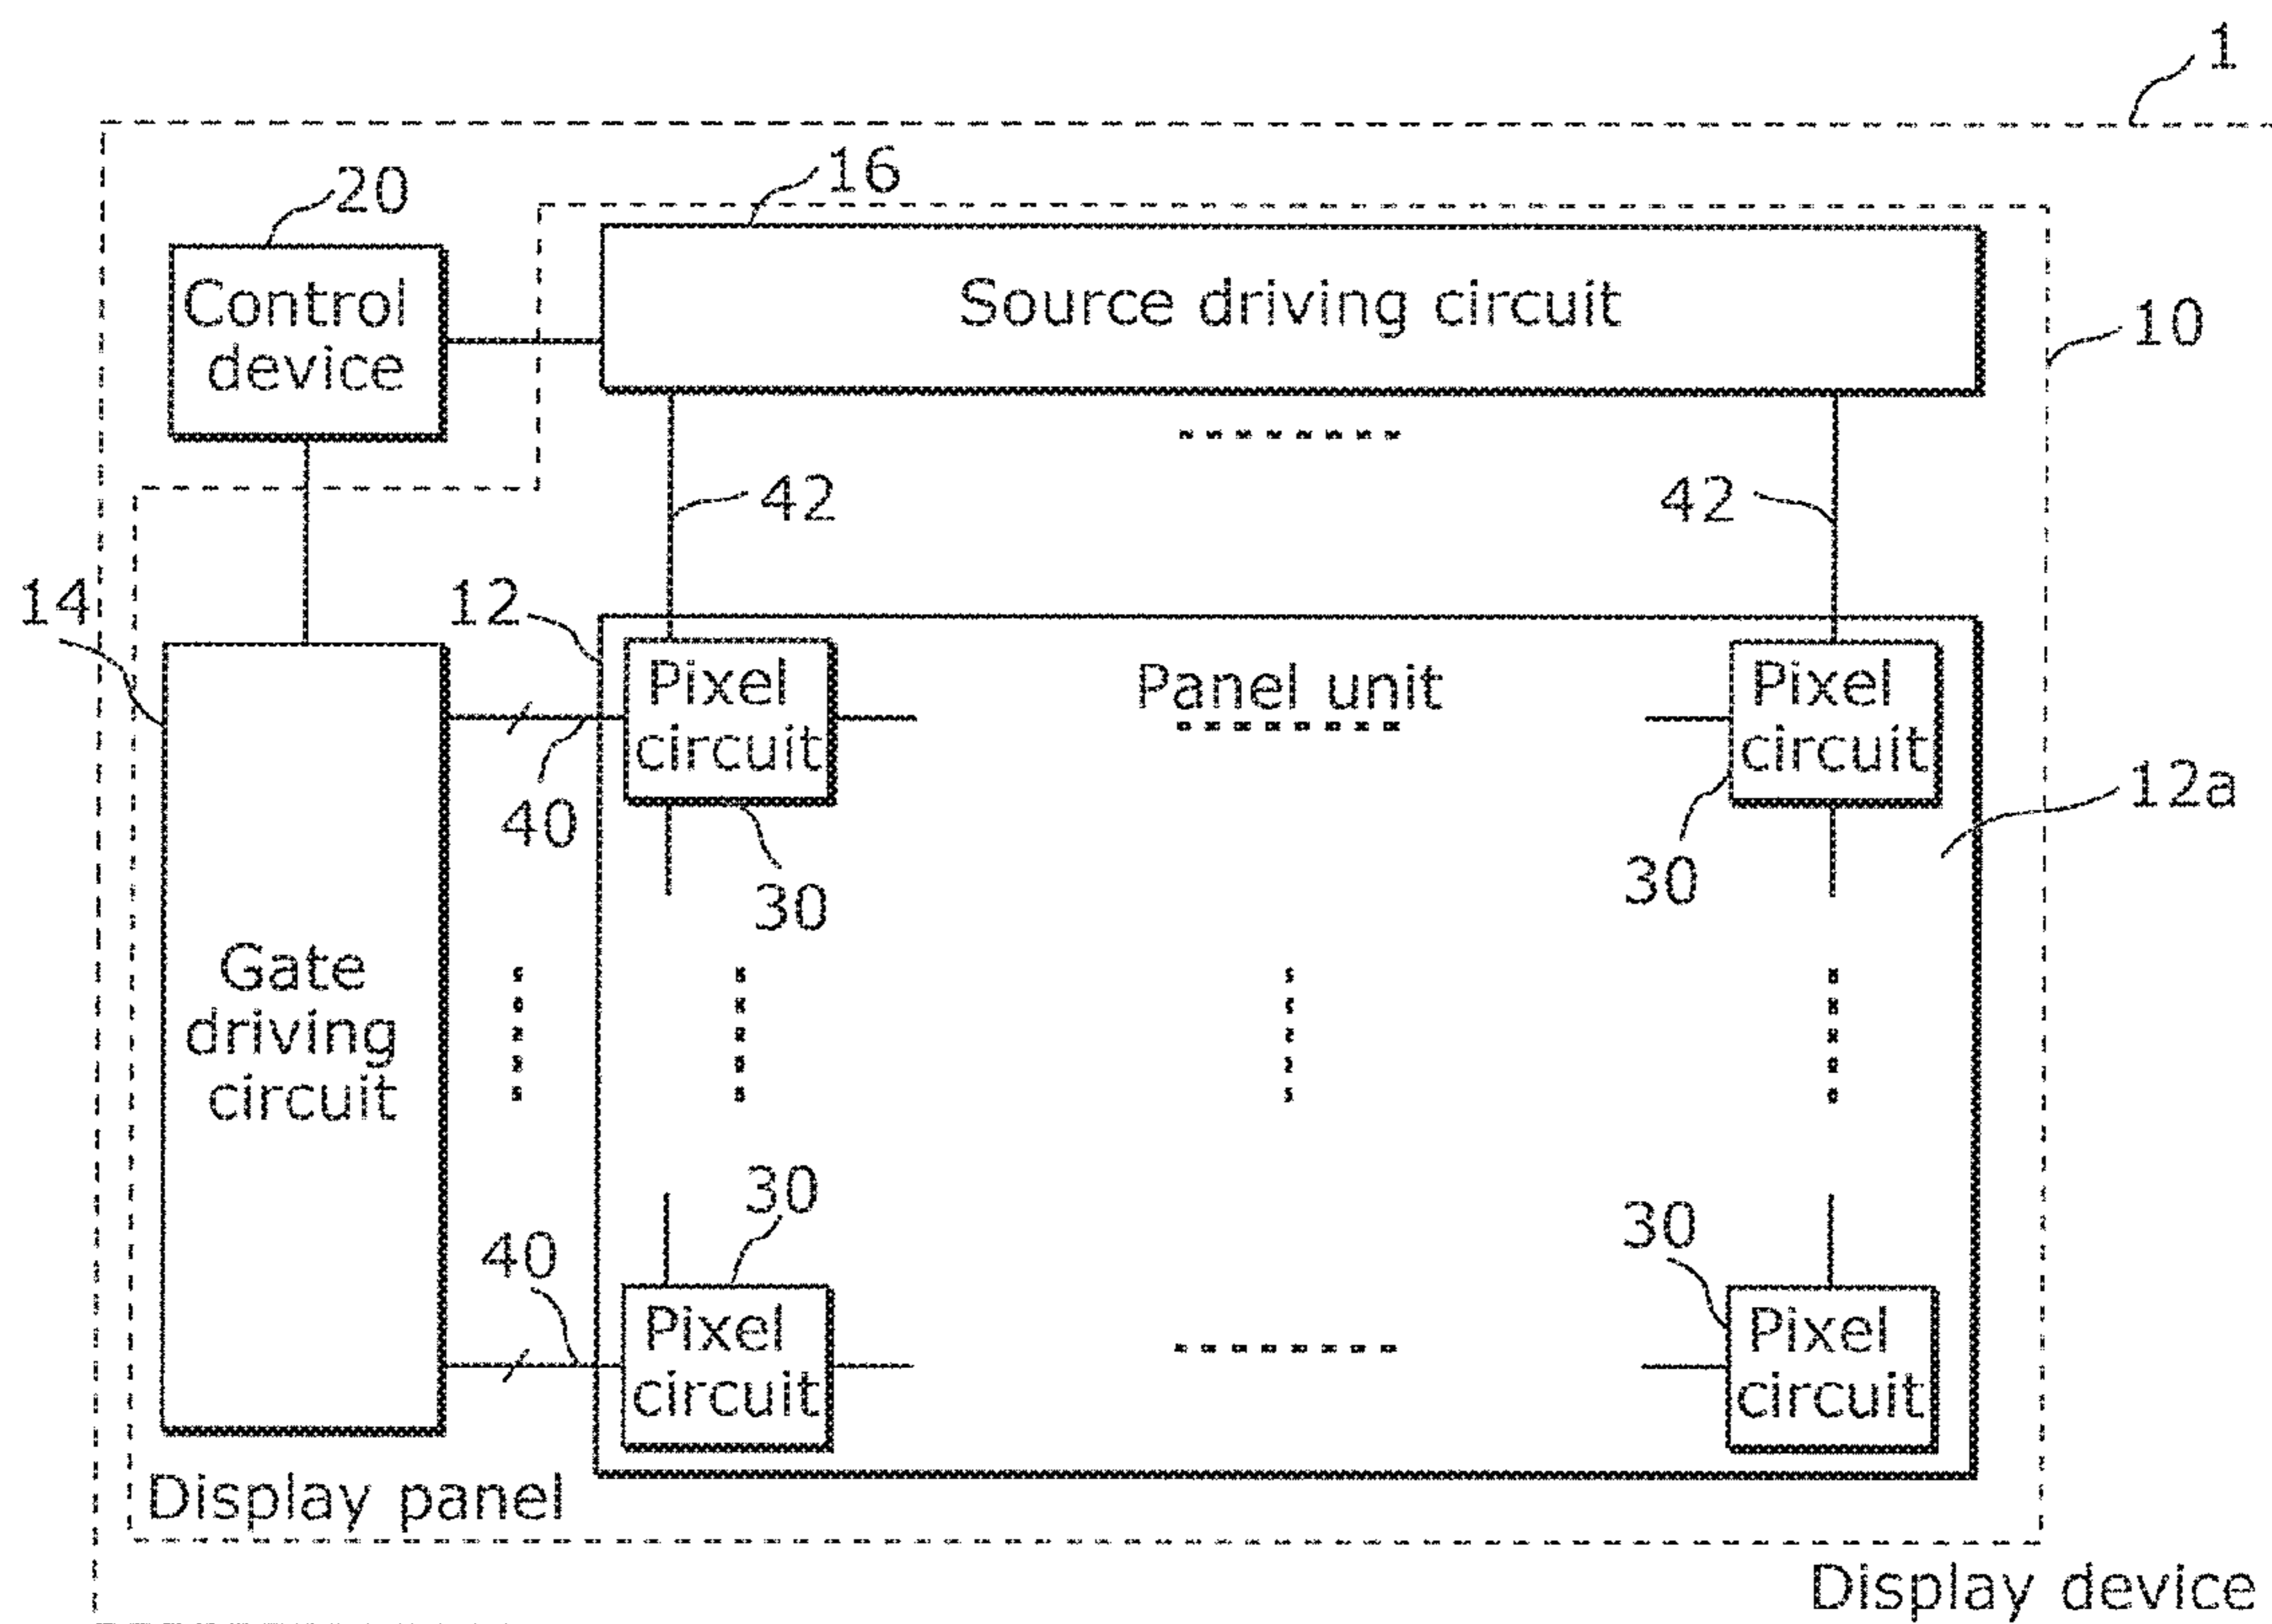 1
20
16
Control
device
Source driving circuit
10
42
42
14
12
Pixel
circuit
Panel unit
Pixel
circuit
40
30
30
12a
Gate
driving
circuit
30
30
40
Pixel
circuit
Pixel
circuit
Display panel
Display device